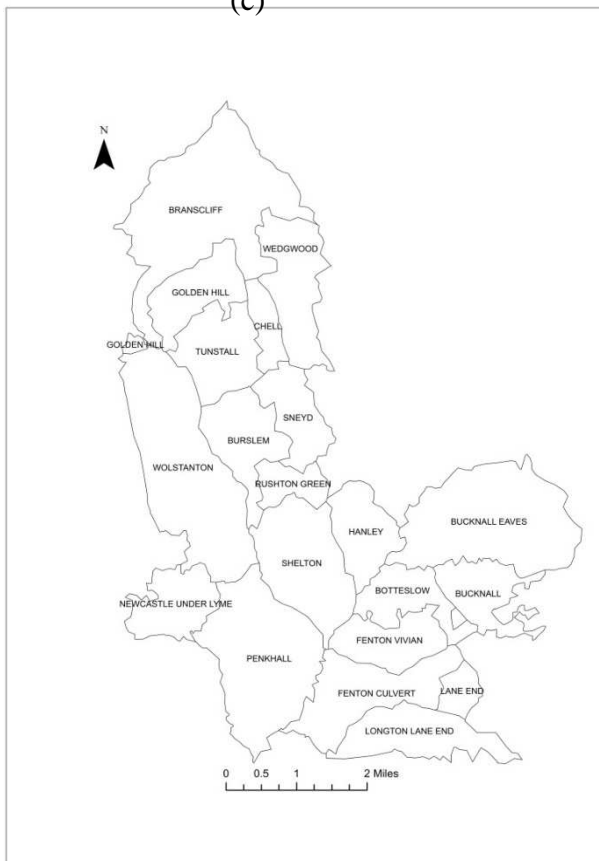 (c)
N
BRANSCLIFF
WEDGWOOD
GOLDEN HILL
CHELL
GOLDEN HILL
TUNSTALL
SNEYD
BURSLEM
WOLSTANTON
RUSHTON GREEN
BUCKNALL EAVES
HANLEY
SHELTON
BOTTESLOW
BUCKNALL
NEWCASTLE UNDER LYME
FENTON VIVIAN
PENKHALL
FENTON CULVERT
LANE END
LONGTON LANE END
0 0.5 1 2 Miles